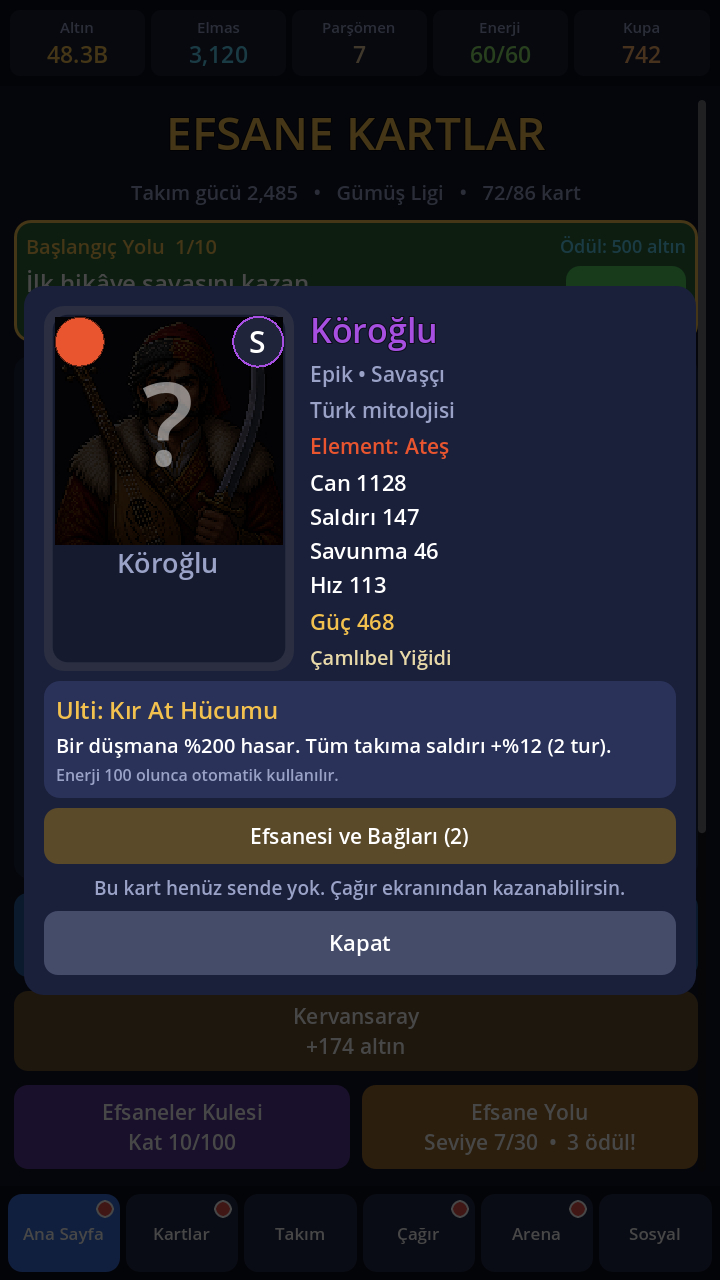 Altın
Elmas
Parşömen
Enerji
Kupa
48.3B
3,120
7
60/60
742
EFSANE KARTLAR
Takım gücü 2,485 • Gümüş Ligi • 72/86 kart
Başlangıç Yolu 1/10
Ödül: 500 altın
İlk hikâye savaşını kazan
S
?
Köroğlu
Köroğlu
Epik • Savaşçı
Türk mitolojisi
Element: Ateş
Can 1128
Saldırı 147
Savunma 46
Hız 113
Güç 468
Çamlıbel Yiğidi
Ulti: Kır At Hücumu
Bir düşmana %200 hasar. Tüm takıma saldırı +%12 (2 tur).
Enerji 100 olunca otomatik kullanılır.
Efsanesi ve Bağları (2)
Bu kart henüz sende yok. Çağır ekranından kazanabilirsin.
Kapat
Kervansaray
+174 altın
Efsaneler Kulesi
Kat 10/100
Efsane Yolu
Seviye 7/30 • 3 ödül!
Ana Sayfa
Kartlar
Takım
Çağır
Arena
Sosyal